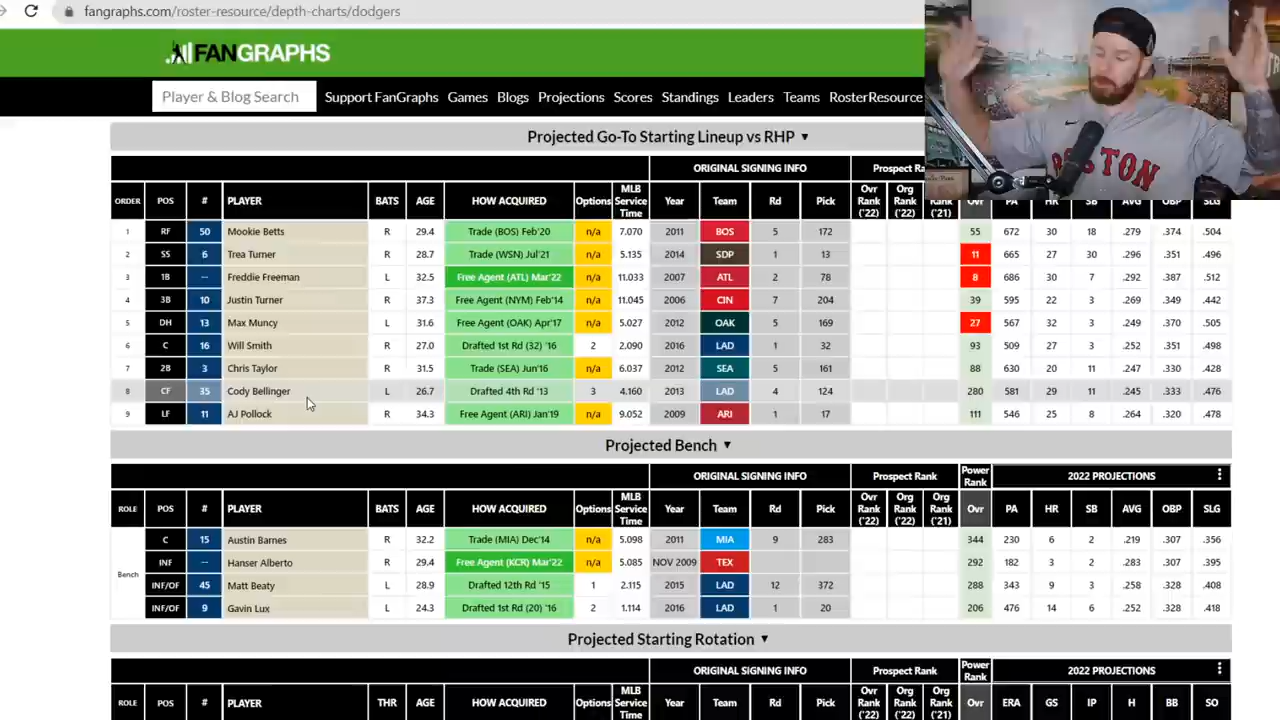 fangraphs.com/roster-resource/depth-charts/dodgers
FANGRAPHS
Player & Blog Search Support FanGraphs Games Blogs Projections Scores Standings Leaders Teams RosterResource
BOSTON
Projected Go-To Starting Lineup vs RHP ▼
ORIGINAL SIGNING INFO Prospect
ORDER POS # PLAYER BATS AGE HOW ACQUIRED Options MLB Service Time Year Team Rd Pick Ovr Rank ('22) Org Rank ('22) Org Rank ('21) Ovr PA HR SB AVG OBP SLG
1 RF 50 Mookie Betts R 29.4 Trade (BOS) Feb'20 n/a 7.070 2011 BOS 5 172 55 672 30 18 .279 .374 .504
2 SS 6 Trea Turner R 28.7 Trade (WSN) Jul'21 n/a 5.135 2014 SDP 1 13 11 665 27 30 .296 .351 .496
3 1B -- Freddie Freeman L 32.5 Free Agent (ATL) Mar'22 n/a 11.033 2007 ATL 2 78 8 686 30 7 .292 .387 .512
4 3B 10 Justin Turner R 37.3 Free Agent (NYM) Feb'14 n/a 11.045 2006 CIN 7 204 39 595 22 3 .269 .349 .442
5 DH 13 Max Muncy L 31.6 Free Agent (OAK) Apr'17 n/a 5.027 2012 OAK 5 169 27 567 32 3 .249 .370 .505
6 C 16 Will Smith R 27.0 Drafted 1st Rd (32) '16 2 2.090 2016 LAD 1 32 93 509 27 3 .262 .351 .498
7 2B 3 Chris Taylor R 31.5 Trade (SEA) Jun'16 n/a 6.037 2012 SEA 5 161 88 630 20 11 .247 .330 .428
8 CF 35 Cody Bellinger L 26.7 Drafted 4th Rd '13 3 4.160 2013 LAD 4 124 280 581 29 11 .245 .333 .476
9 LF 11 AJ Pollock R 34.3 Free Agent (ARI) Jan'19 n/a 9.052 2009 ARI 1 17 111 546 25 8 .264 .320 .478
Projected Bench ▼
ORIGINAL SIGNING INFO Prospect Rank Power Rank 2022 PROJECTIONS
ROLE POS # PLAYER BATS AGE HOW ACQUIRED Options MLB Service Time Year Team Rd Pick Ovr Rank ('22) Org Rank ('22) Org Rank ('21) Ovr PA HR SB AVG OBP SLG
Bench
C 15 Austin Barnes R 32.2 Trade (MIA) Dec'14 n/a 5.098 2011 MIA 9 283 344 230 6 2 .219 .307 .356
INF -- Hanser Alberto R 29.4 Free Agent (KCR) Mar'22 n/a 5.085 NOV 2009 TEX 292 182 3 2 .283 .307 .395
INF/OF 45 Matt Beaty L 28.9 Drafted 12th Rd '15 1 2.115 2015 LAD 12 372 288 343 9 3 .258 .328 .408
INF/OF 9 Gavin Lux L 24.3 Drafted 1st Rd (20) '16 2 1.114 2016 LAD 1 20 206 476 14 6 .252 .328 .418
Projected Starting Rotation ▼
ORIGINAL SIGNING INFO Prospect Rank Power Rank 2022 PROJECTIONS
ROLE POS # PLAYER THR AGE HOW ACQUIRED Options MLB Service Time Year Team Rd Pick Ovr Rank ('22) Org Rank ('22) Org Rank ('21) Ovr ERA GS IP H BB SO